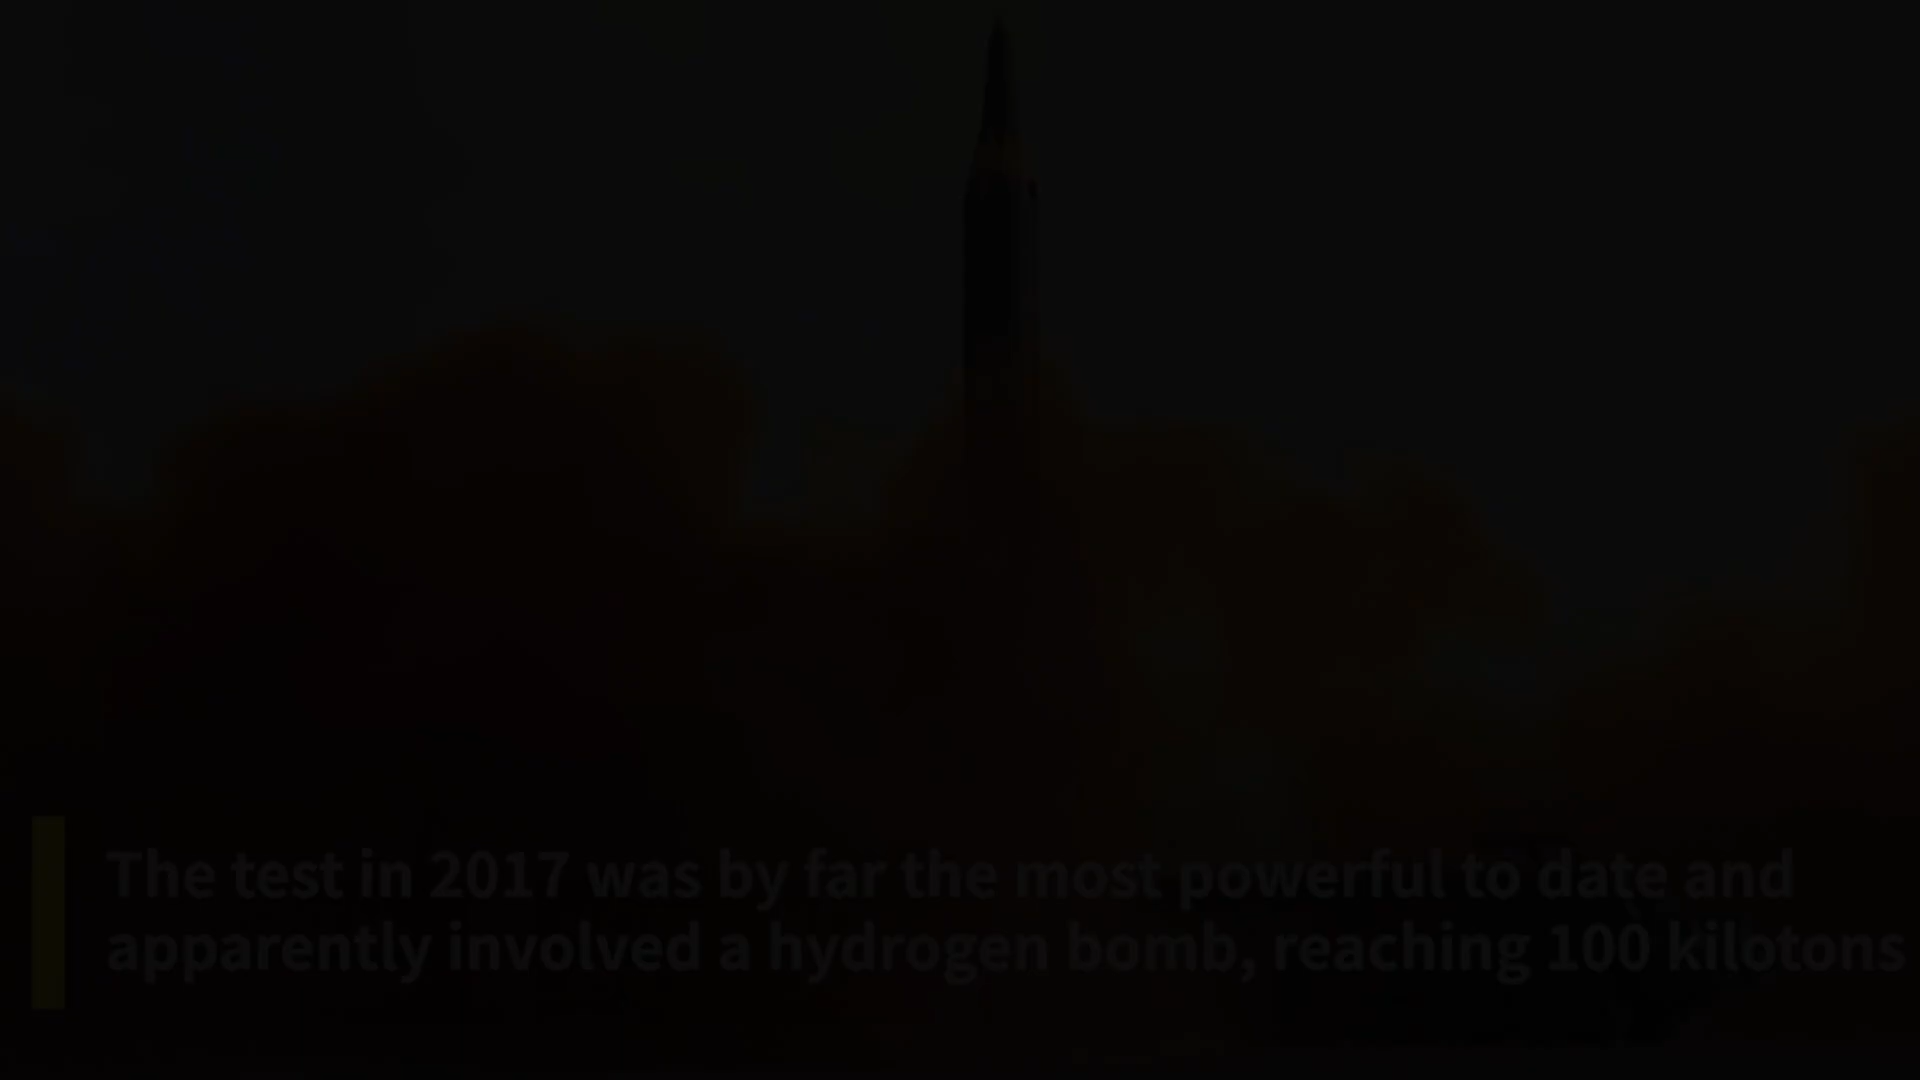 The test in 2017 was by far the most powerful to date and
apparently involved a hydrogen bomb, reaching 100 kilotons